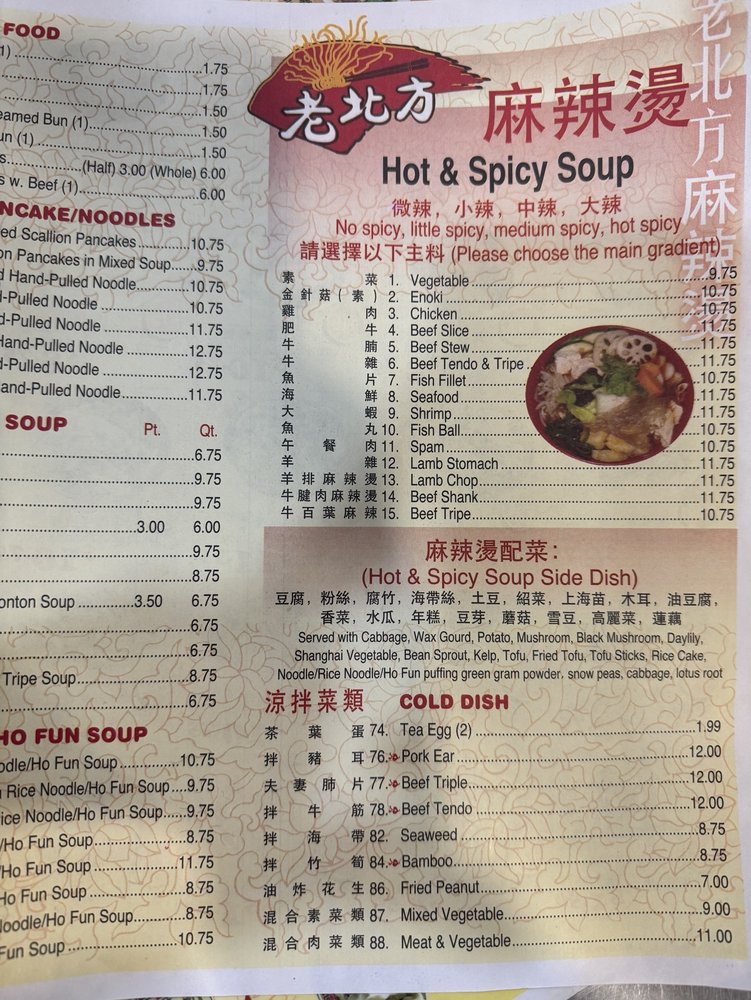 FOOD
(1)
1.75
1.75
1.50
eamed Bun (1) 1.50
un (1) 1.50
s (Half) 3.00 (Whole) 6.00
s w. Beef (1) 6.00
NCAKE/NOODLES
ed Scallion Pancakes 10.75
on Pancakes in Mixed Soup 9.75
d Hand-Pulled Noodle 10.75
d-Pulled Noodle 10.75
d-Pulled Noodle 11.75
Hand-Pulled Noodle 12.75
d-Pulled Noodle 12.75
Hand-Pulled Noodle 11.75
SOUP Pt. Qt.
6.75
9.75
9.75
3.00 6.00
9.75
8.75
onton Soup 3.50 6.75
6.75
6.75
Tripe Soup 8.75
6.75
HO FUN SOUP
odle/Ho Fun Soup 10.75
Rice Noodle/Ho Fun Soup 9.75
ice Noodle/Ho Fun Soup 9.75
/Ho Fun Soup 8.75
/Ho Fun Soup 11.75
Ho Fun Soup 8.75
Noodle/Ho Fun Soup 8.75
Fun Soup 10.75
老北方
麻辣燙
老北方麻辣燙
Hot & Spicy Soup
微辣，小辣，中辣，大辣
No spicy, little spicy, medium spicy, hot spicy
請選擇以下主料 (Please choose the main gradient)
素菜 1. Vegetable 9.75
金針菇(素) 2. Enoki 10.75
雞肉 3. Chicken 10.75
肥牛 4. Beef Slice 11.75
牛腩 5. Beef Stew 11.75
牛雜 6. Beef Tendo & Tripe 11.75
魚片 7. Fish Fillet 10.75
海鮮 8. Seafood 11.75
大蝦 9. Shrimp 11.75
魚丸 10. Fish Ball 10.75
午餐肉 11. Spam 10.75
羊雜 12. Lamb Stomach 11.75
羊排麻辣燙 13. Lamb Chop 11.75
牛腱肉麻辣燙 14. Beef Shank 11.75
牛百葉麻辣 15. Beef Tripe 10.75
麻辣燙配菜：
(Hot & Spicy Soup Side Dish)
豆腐，粉絲，腐竹，海帶絲，土豆，紹菜，上海苗，木耳，油豆腐，
香菜，水瓜，年糕，豆芽，蘑菇，雪豆，高麗菜，蓮藕
Served with Cabbage, Wax Gourd, Potato, Mushroom, Black Mushroom, Daylily,
Shanghai Vegetable, Bean Sprout, Kelp, Tofu, Fried Tofu, Tofu Sticks, Rice Cake,
Noodle/Rice Noodle/Ho Fun puffing green gram powder, snow peas, cabbage, lotus root
涼拌菜類 COLD DISH
茶葉蛋 74. Tea Egg (2) 1.99
拌豬耳 76. Pork Ear 12.00
夫妻肺片 77. Beef Triple 12.00
拌牛筋 78. Beef Tendo 12.00
拌海帶 82. Seaweed 8.75
拌竹筍 84. Bamboo 8.75
油炸花生 86. Fried Peanut 7.00
混合素菜類 87. Mixed Vegetable 9.00
混合肉菜類 88. Meat & Vegetable 11.00